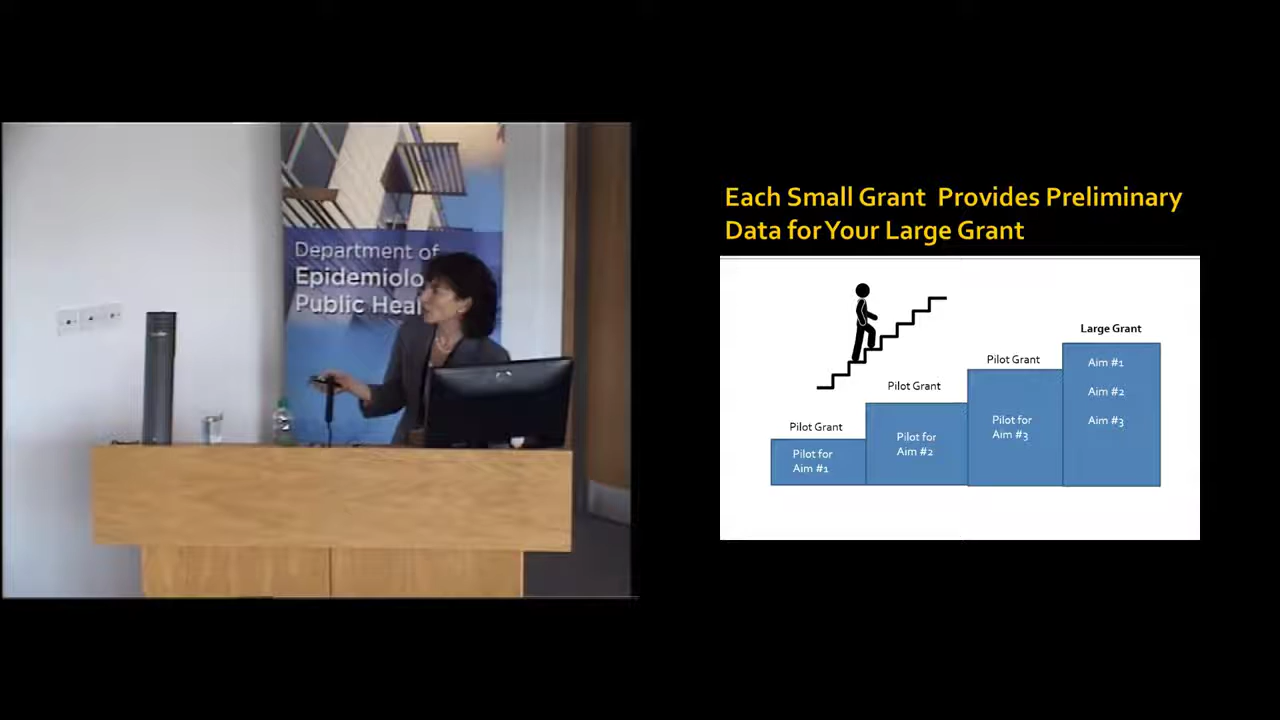 Department of
Epidemiolo
Public Heal
Each Small Grant Provides Preliminary
Data for Your Large Grant
Large Grant
Pilot Grant
Pilot Grant
Pilot Grant
Aim #1
Aim #2
Aim #3
Pilot for
Aim #3
Pilot for
Aim #2
Pilot for
Aim #1